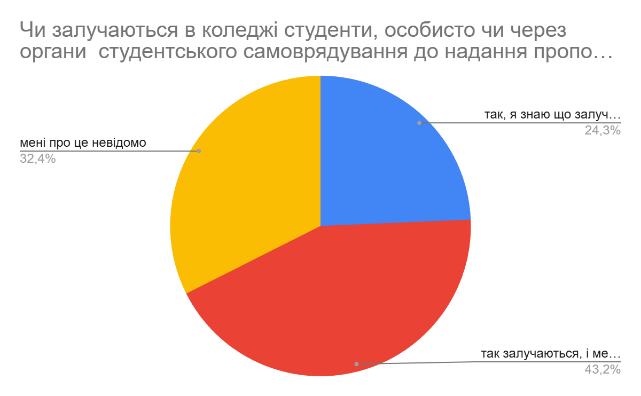 Чи залучаються в коледжі студенти, особисто чи через
органи студентського самоврядування до надання пропо…
так, я знаю що залуч…
24,3%
мені про це невідомо
32,4%
так залучаються, і ме…
43,2%